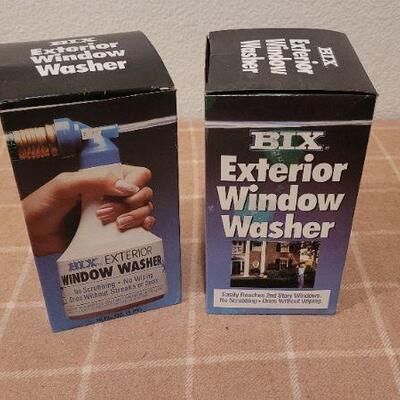 BIX
Exterior
Window
Washer
BIX EXTERIOR
WINDOW WASHER
No Scrubbing • No Wiping
Dries Without Streaks or Spots
BIX
Exterior
Window
Washer
BIX
Exterior
Window
Washer
Easily Reaches 2nd Story Windows.
No Scrubbing • Dries Without Wiping.